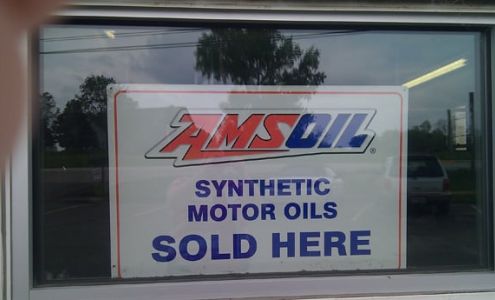 AMSOIL®
SYNTHETIC
MOTOR OILS
SOLD HERE